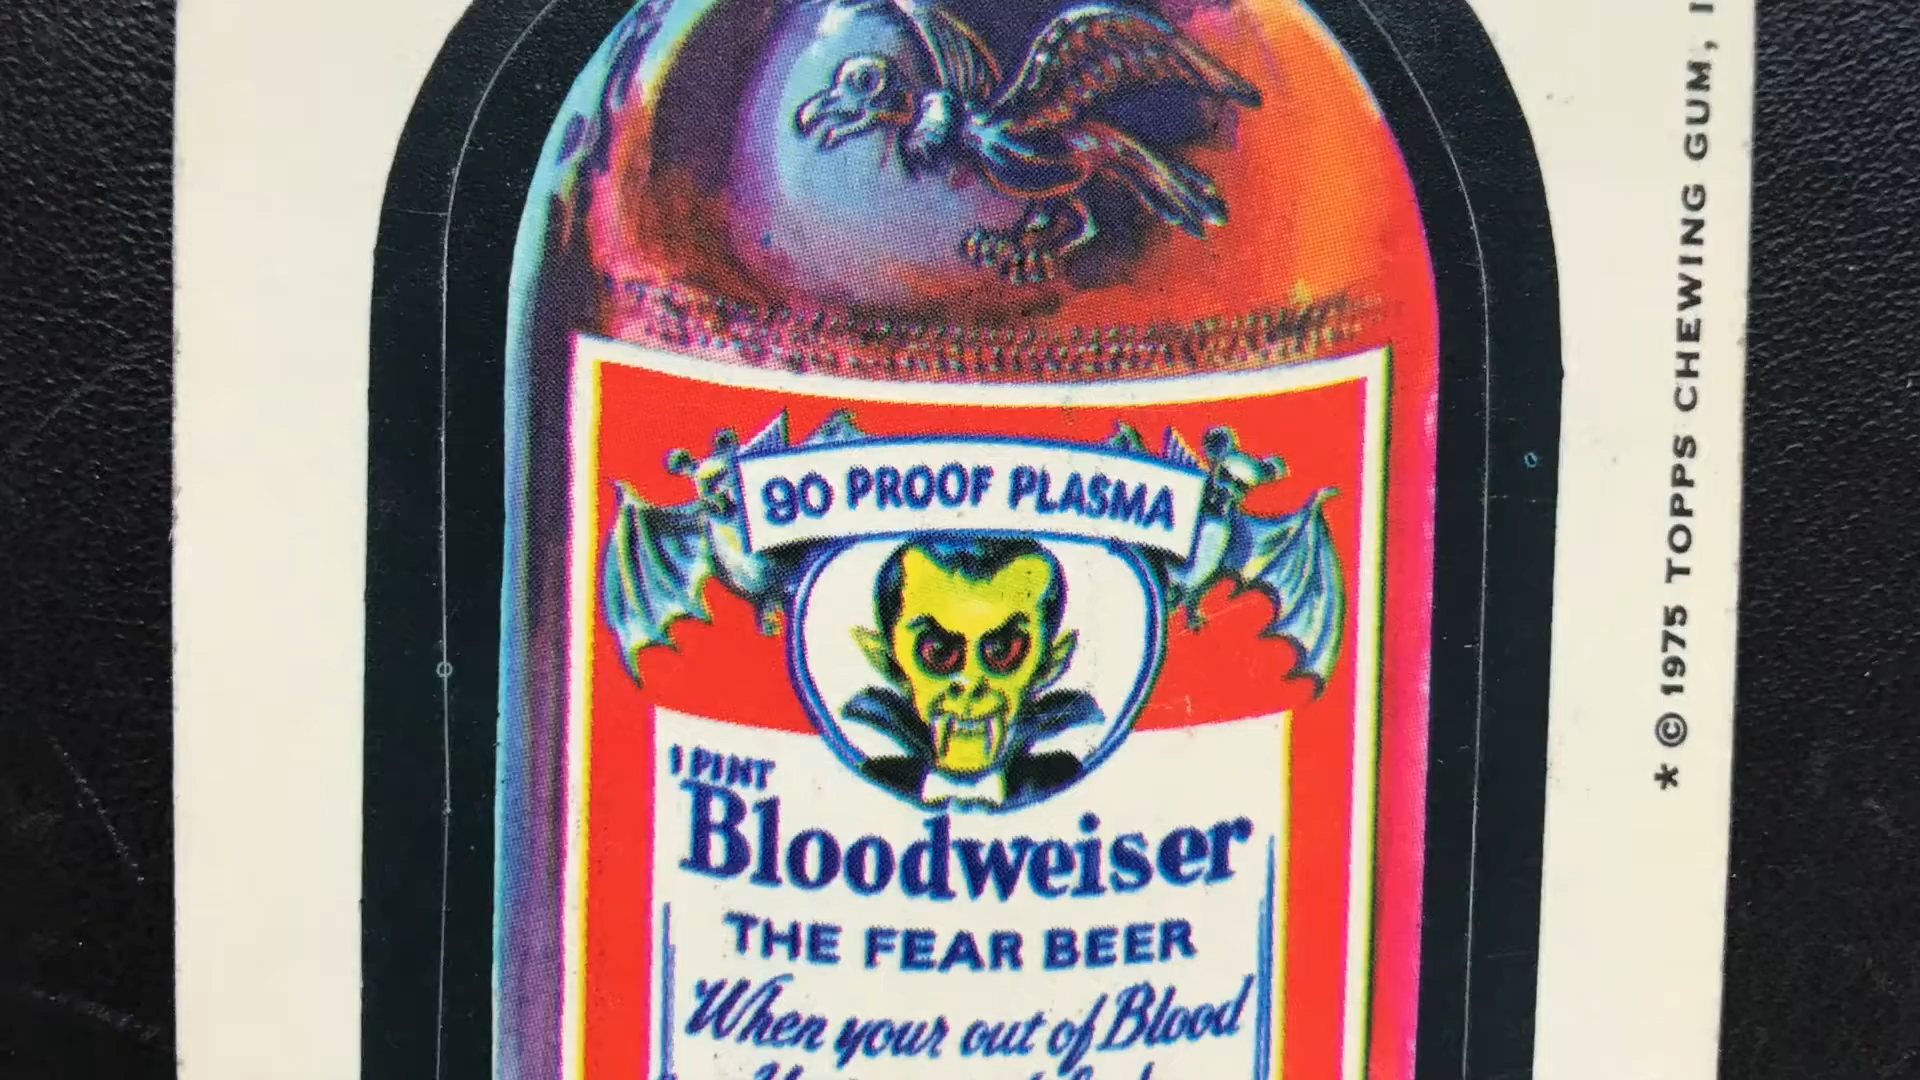 90 PROOF PLASMA
1 PINT
Bloodweiser
THE FEAR BEER
When your out of Blood
* © 1975 TOPPS CHEWING GUM, I